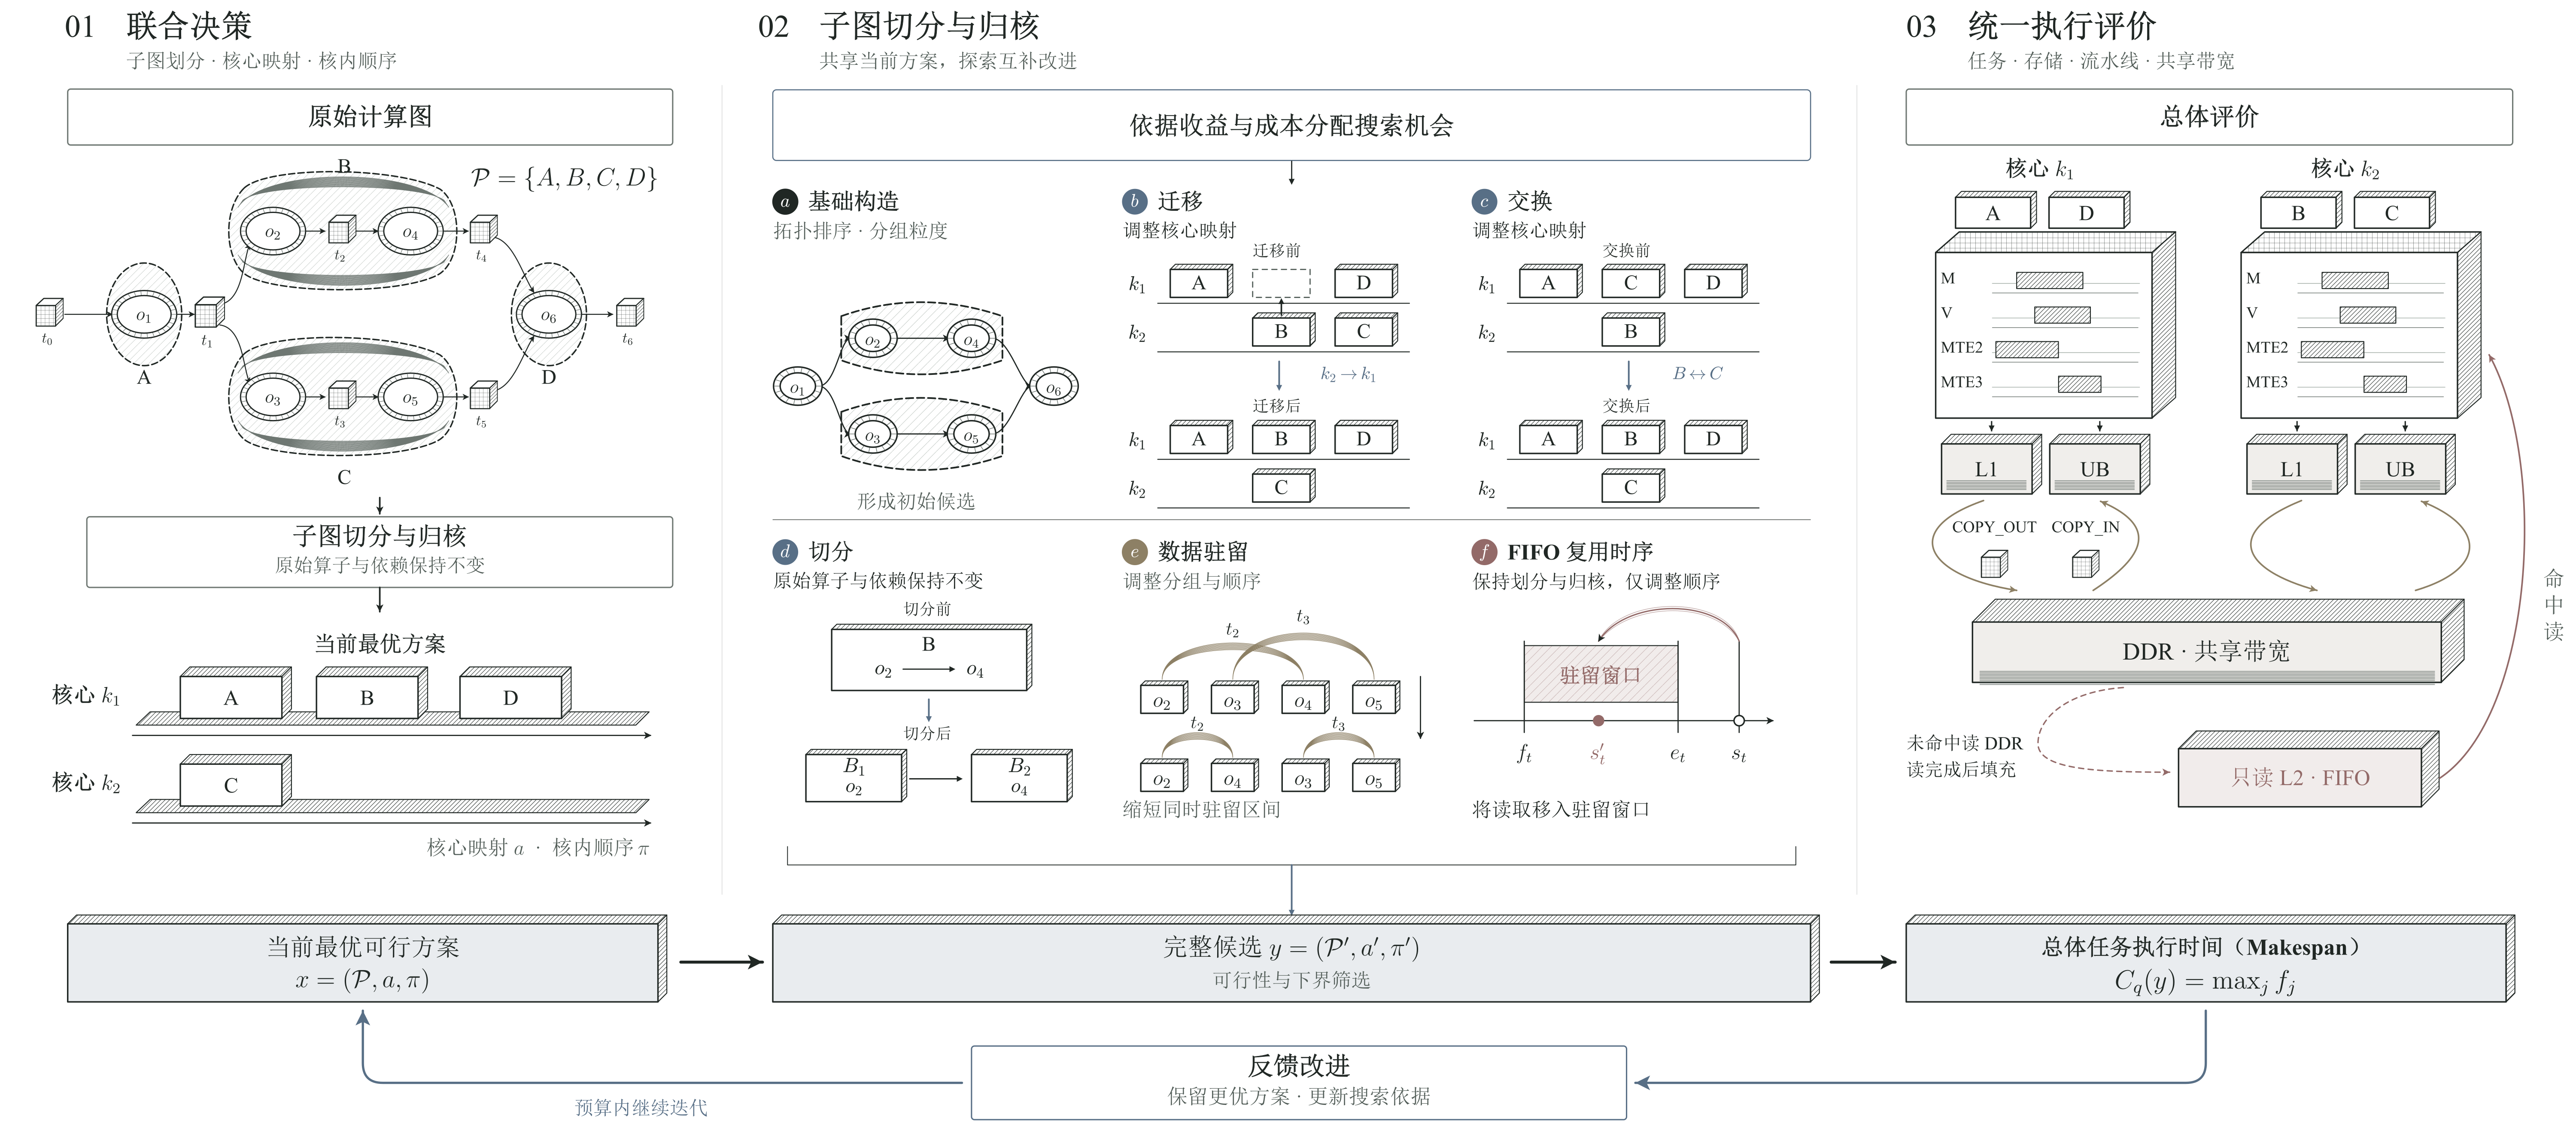 01 联合决策
子图划分 · 核心映射 · 核内顺序
原始计算图
B
𝒫 = {A, B, C, D}
o₂
t₂
o₄
t₄
t₀
o₁
t₁
o₆
t₆
A
D
o₃
t₃
o₅
t₅
C
子图切分与归核
原始算子与依赖保持不变
当前最优方案
核心 k₁
A
B
D
核心 k₂
C
核心映射 a · 核内顺序 π
02 子图切分与归核
共享当前方案，探索互补改进
依据收益与成本分配搜索机会
a 基础构造
拓扑排序 · 分组粒度
o₂
o₄
o₁
o₆
o₃
o₅
形成初始候选
b 迁移
调整核心映射
迁移前
k₁ A D
k₂ B C
k₂ → k₁
迁移后
k₁ A B D
k₂ C
c 交换
调整核心映射
交换前
k₁ A C D
k₂ B
B ↔ C
交换后
k₁ A B D
k₂ C
d 切分
原始算子与依赖保持不变
切分前
B
o₂ o₄
切分后
B₁ B₂
o₂ o₄
e 数据驻留
调整分组与顺序
t₂ t₃
o₂ o₃ o₄ o₅
t₂ t₃
o₂ o₄ o₃ o₅
缩短同时驻留区间
f FIFO 复用时序
保持划分与归核，仅调整顺序
驻留窗口
fₜ s′ₜ eₜ sₜ
将读取移入驻留窗口
03 统一执行评价
任务 · 存储 · 流水线 · 共享带宽
总体评价
核心 k₁ 核心 k₂
A D B C
M M
V V
MTE2 MTE2
MTE3 MTE3
L1 UB L1 UB
COPY_OUT COPY_IN
命中读
DDR · 共享带宽
未命中读 DDR
读完成后填充
只读 L2 · FIFO
当前最优可行方案
x = (𝒫, a, π)
完整候选 y = (𝒫′, a′, π′)
可行性与下界筛选
总体任务执行时间（Makespan）
C_q(y) = maxⱼ fⱼ
反馈改进
保留更优方案 · 更新搜索依据
预算内继续迭代